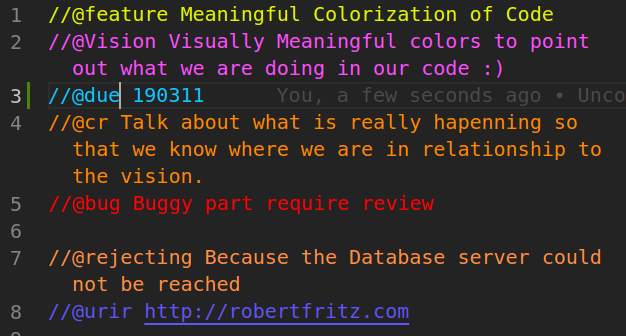 1 //@feature Meaningful Colorization of Code
2 //@Vision Visually Meaningful colors to point
out what we are doing in our code :)
3 //@due 190311 You, a few seconds ago • Unco
4 //@cr Talk about what is really hapenning so
that we know where we are in relationship to
the vision.
5 //@bug Buggy part require review
6
7 //@rejecting Because the Database server could
not be reached
8 //@urir http://robertfritz.com